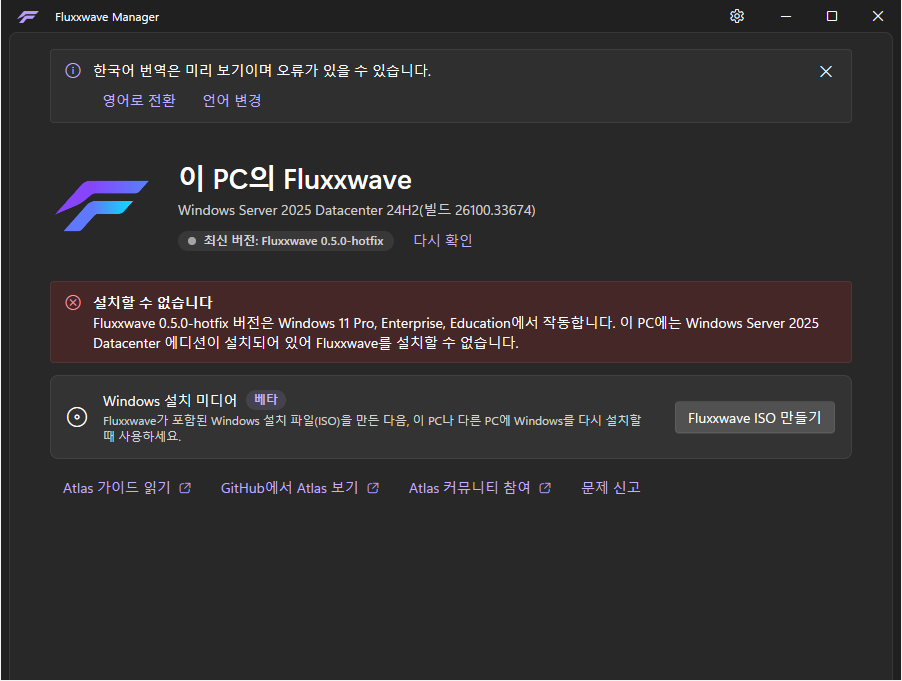 Fluxxwave Manager
한국어 번역은 미리 보기이며 오류가 있을 수 있습니다.
영어로 전환 언어 변경
이 PC의 Fluxxwave
Windows Server 2025 Datacenter 24H2(빌드 26100.33674)
최신 버전: Fluxxwave 0.5.0-hotfix 다시 확인
설치할 수 없습니다
Fluxxwave 0.5.0-hotfix 버전은 Windows 11 Pro, Enterprise, Education에서 작동합니다. 이 PC에는 Windows Server 2025
Datacenter 에디션이 설치되어 있어 Fluxxwave를 설치할 수 없습니다.
Windows 설치 미디어 베타
Fluxxwave가 포함된 Windows 설치 파일(ISO)을 만든 다음, 이 PC나 다른 PC에 Windows를 다시 설치할
때 사용하세요.
Fluxxwave ISO 만들기
Atlas 가이드 읽기 GitHub에서 Atlas 보기 Atlas 커뮤니티 참여 문제 신고